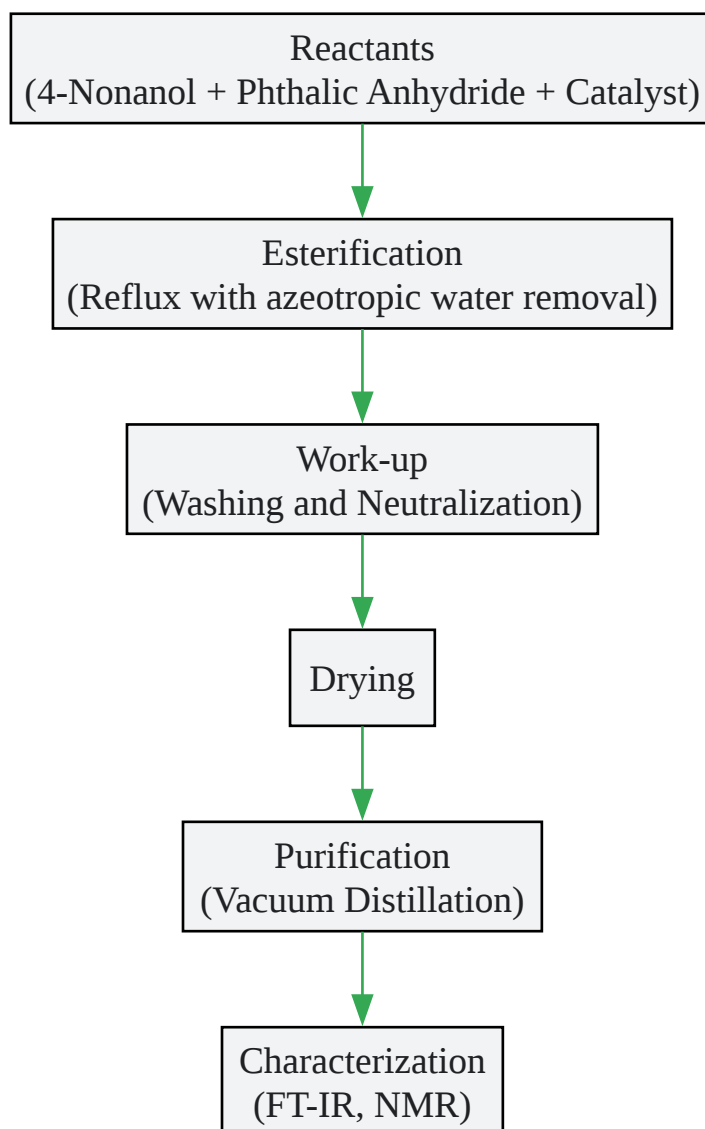 Reactants
(4-Nonanol + Phthalic Anhydride + Catalyst)
Esterification
(Reflux with azeotropic water removal)
Work-up
(Washing and Neutralization)
Drying
Purification
(Vacuum Distillation)
Characterization
(FT-IR, NMR)